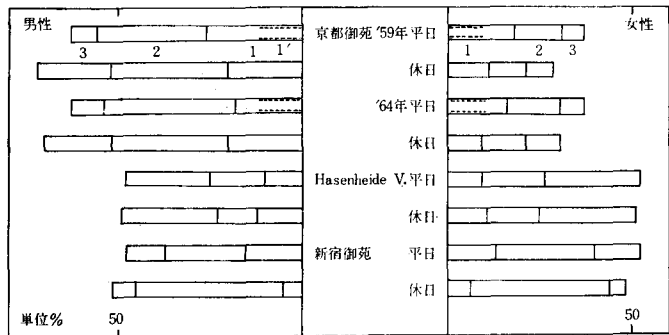 男性 京都御苑 '59年 平日 女性
3 2 1 1′ 1 2 3
休日
'64年 平日
休日
Hasenheide V. 平日
休日
新宿御苑 平日
休日
単位% 50 50